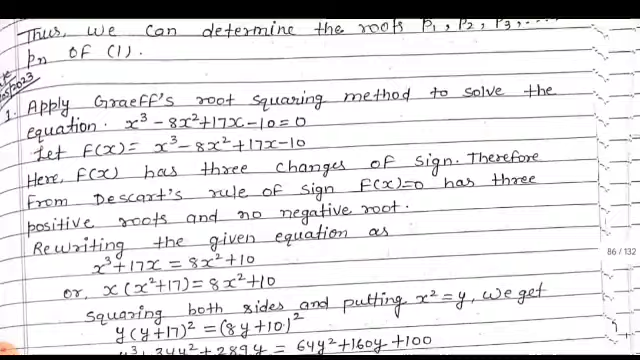 Thus, we can determine the roots p₁, p₂, p₃, ....
pn of (1).
1. Apply Graeff's root squaring method to solve the
equation. x³ - 8x² + 17x - 10 = 0
Let F(x) = x³ - 8x² + 17x - 10
Here, F(x) has three changes of sign. Therefore
from Descart's rule of sign F(x)=0 has three
positive roots and no negative root.
Rewriting the given equation as
x³ + 17x = 8x² + 10
or, x(x² + 17) = 8x² + 10
86 / 132
Squaring both sides and putting x² = y, we get
y(y + 17)² = (8y + 10)²
y³ + 34y² + 289y = 64y² + 160y + 100